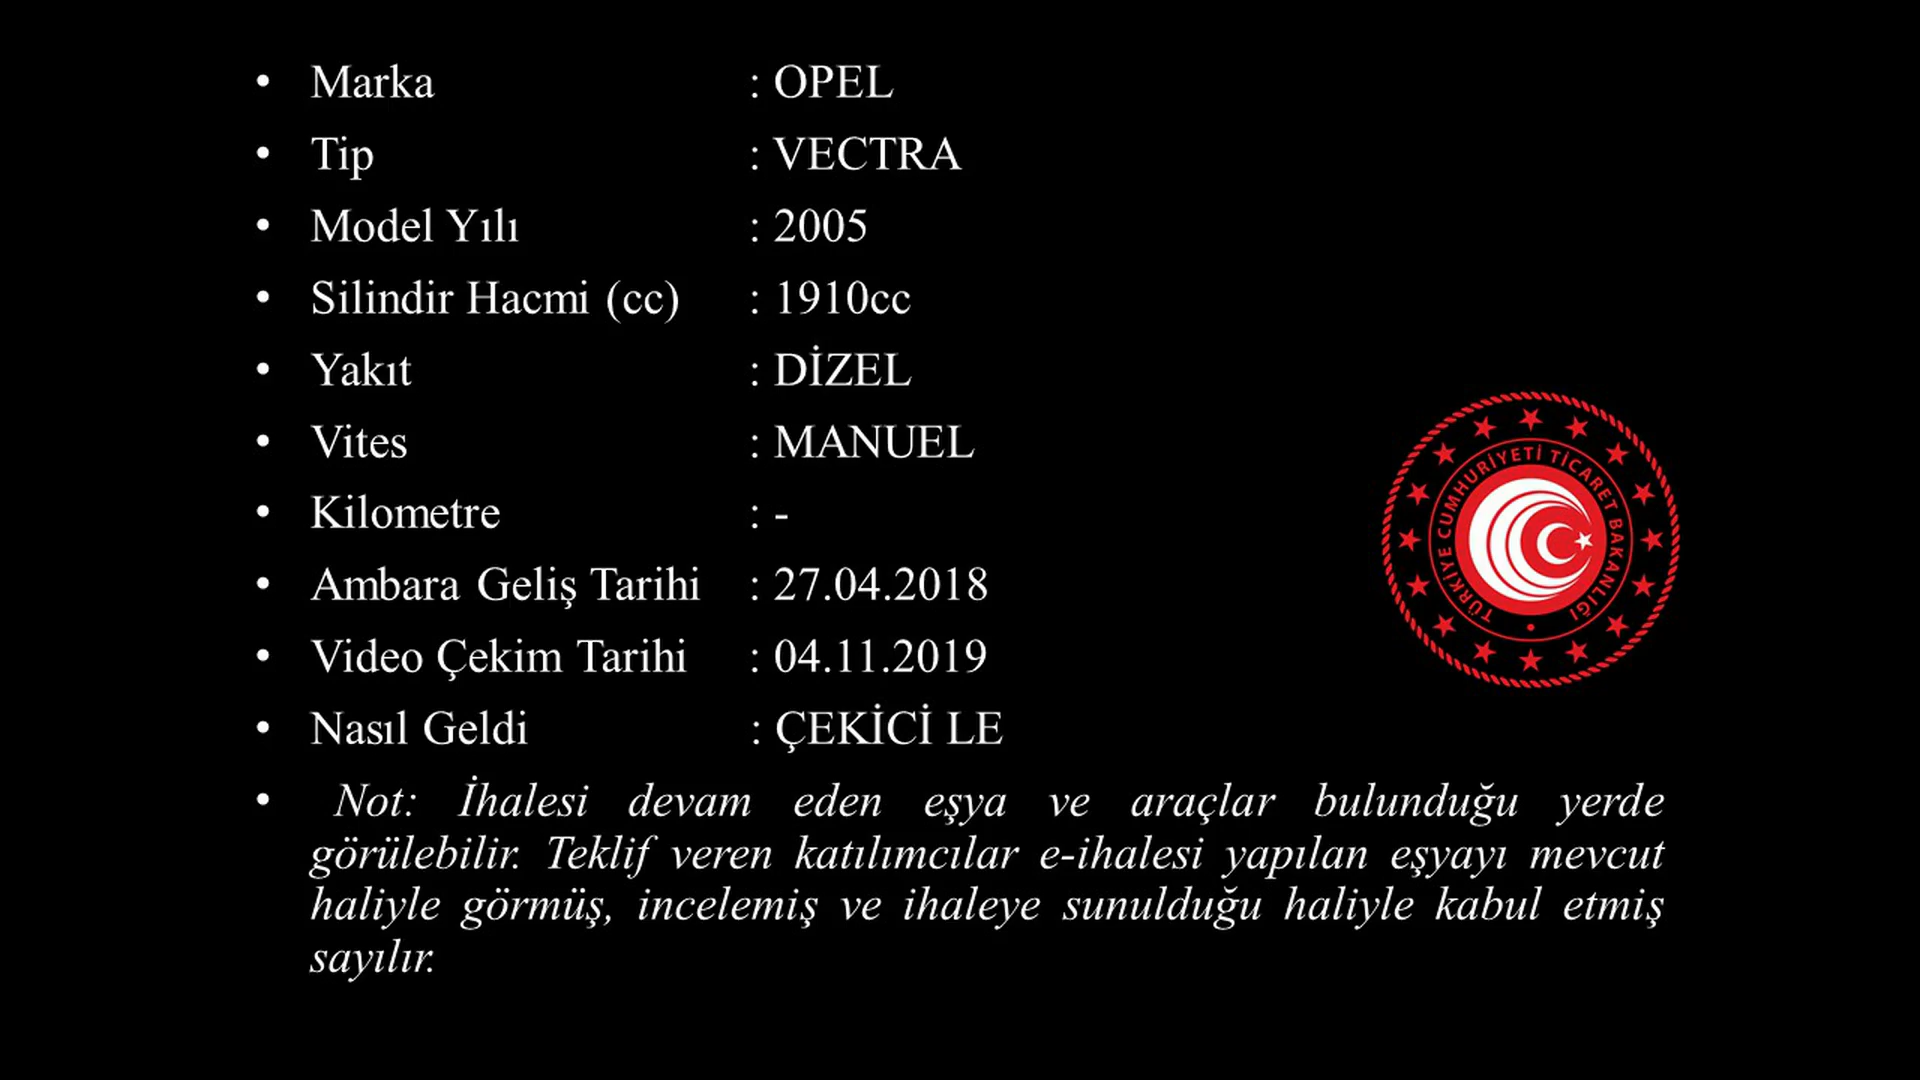 • Marka : OPEL
• Tip : VECTRA
• Model Yılı : 2005
• Silindir Hacmi (cc) : 1910cc
• Yakıt : DİZEL
• Vites : MANUEL
• Kilometre : -
• Ambara Geliş Tarihi : 27.04.2018
• Video Çekim Tarihi : 04.11.2019
• Nasıl Geldi : ÇEKİCİ LE
• Not: İhalesi devam eden eşya ve araçlar bulunduğu yerde
görülebilir. Teklif veren katılımcılar e-ihalesi yapılan eşyayı mevcut
haliyle görmüş, incelemiş ve ihaleye sunulduğu haliyle kabul etmiş
sayılır.
TÜRKİYE CUMHURİYETİ TİCARET BAKANLIĞI